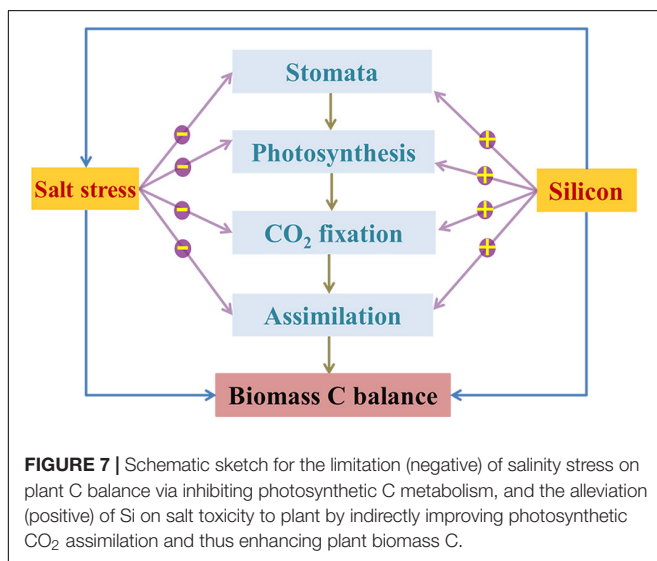 Stomata
Photosynthesis
Salt stress
Silicon
CO₂ fixation
Assimilation
Biomass C balance
− − − −
+ + + +
FIGURE 7 | Schematic sketch for the limitation (negative) of salinity stress on
plant C balance via inhibiting photosynthetic C metabolism, and the alleviation
(positive) of Si on salt toxicity to plant by indirectly improving photosynthetic
CO₂ assimilation and thus enhancing plant biomass C.